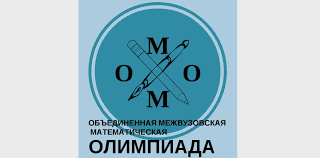 М
О О
М
ОБЪЕДИНЕННАЯ МЕЖВУЗОВСКАЯ
МАТЕМАТИЧЕСКАЯ
ОЛИМПИАДА